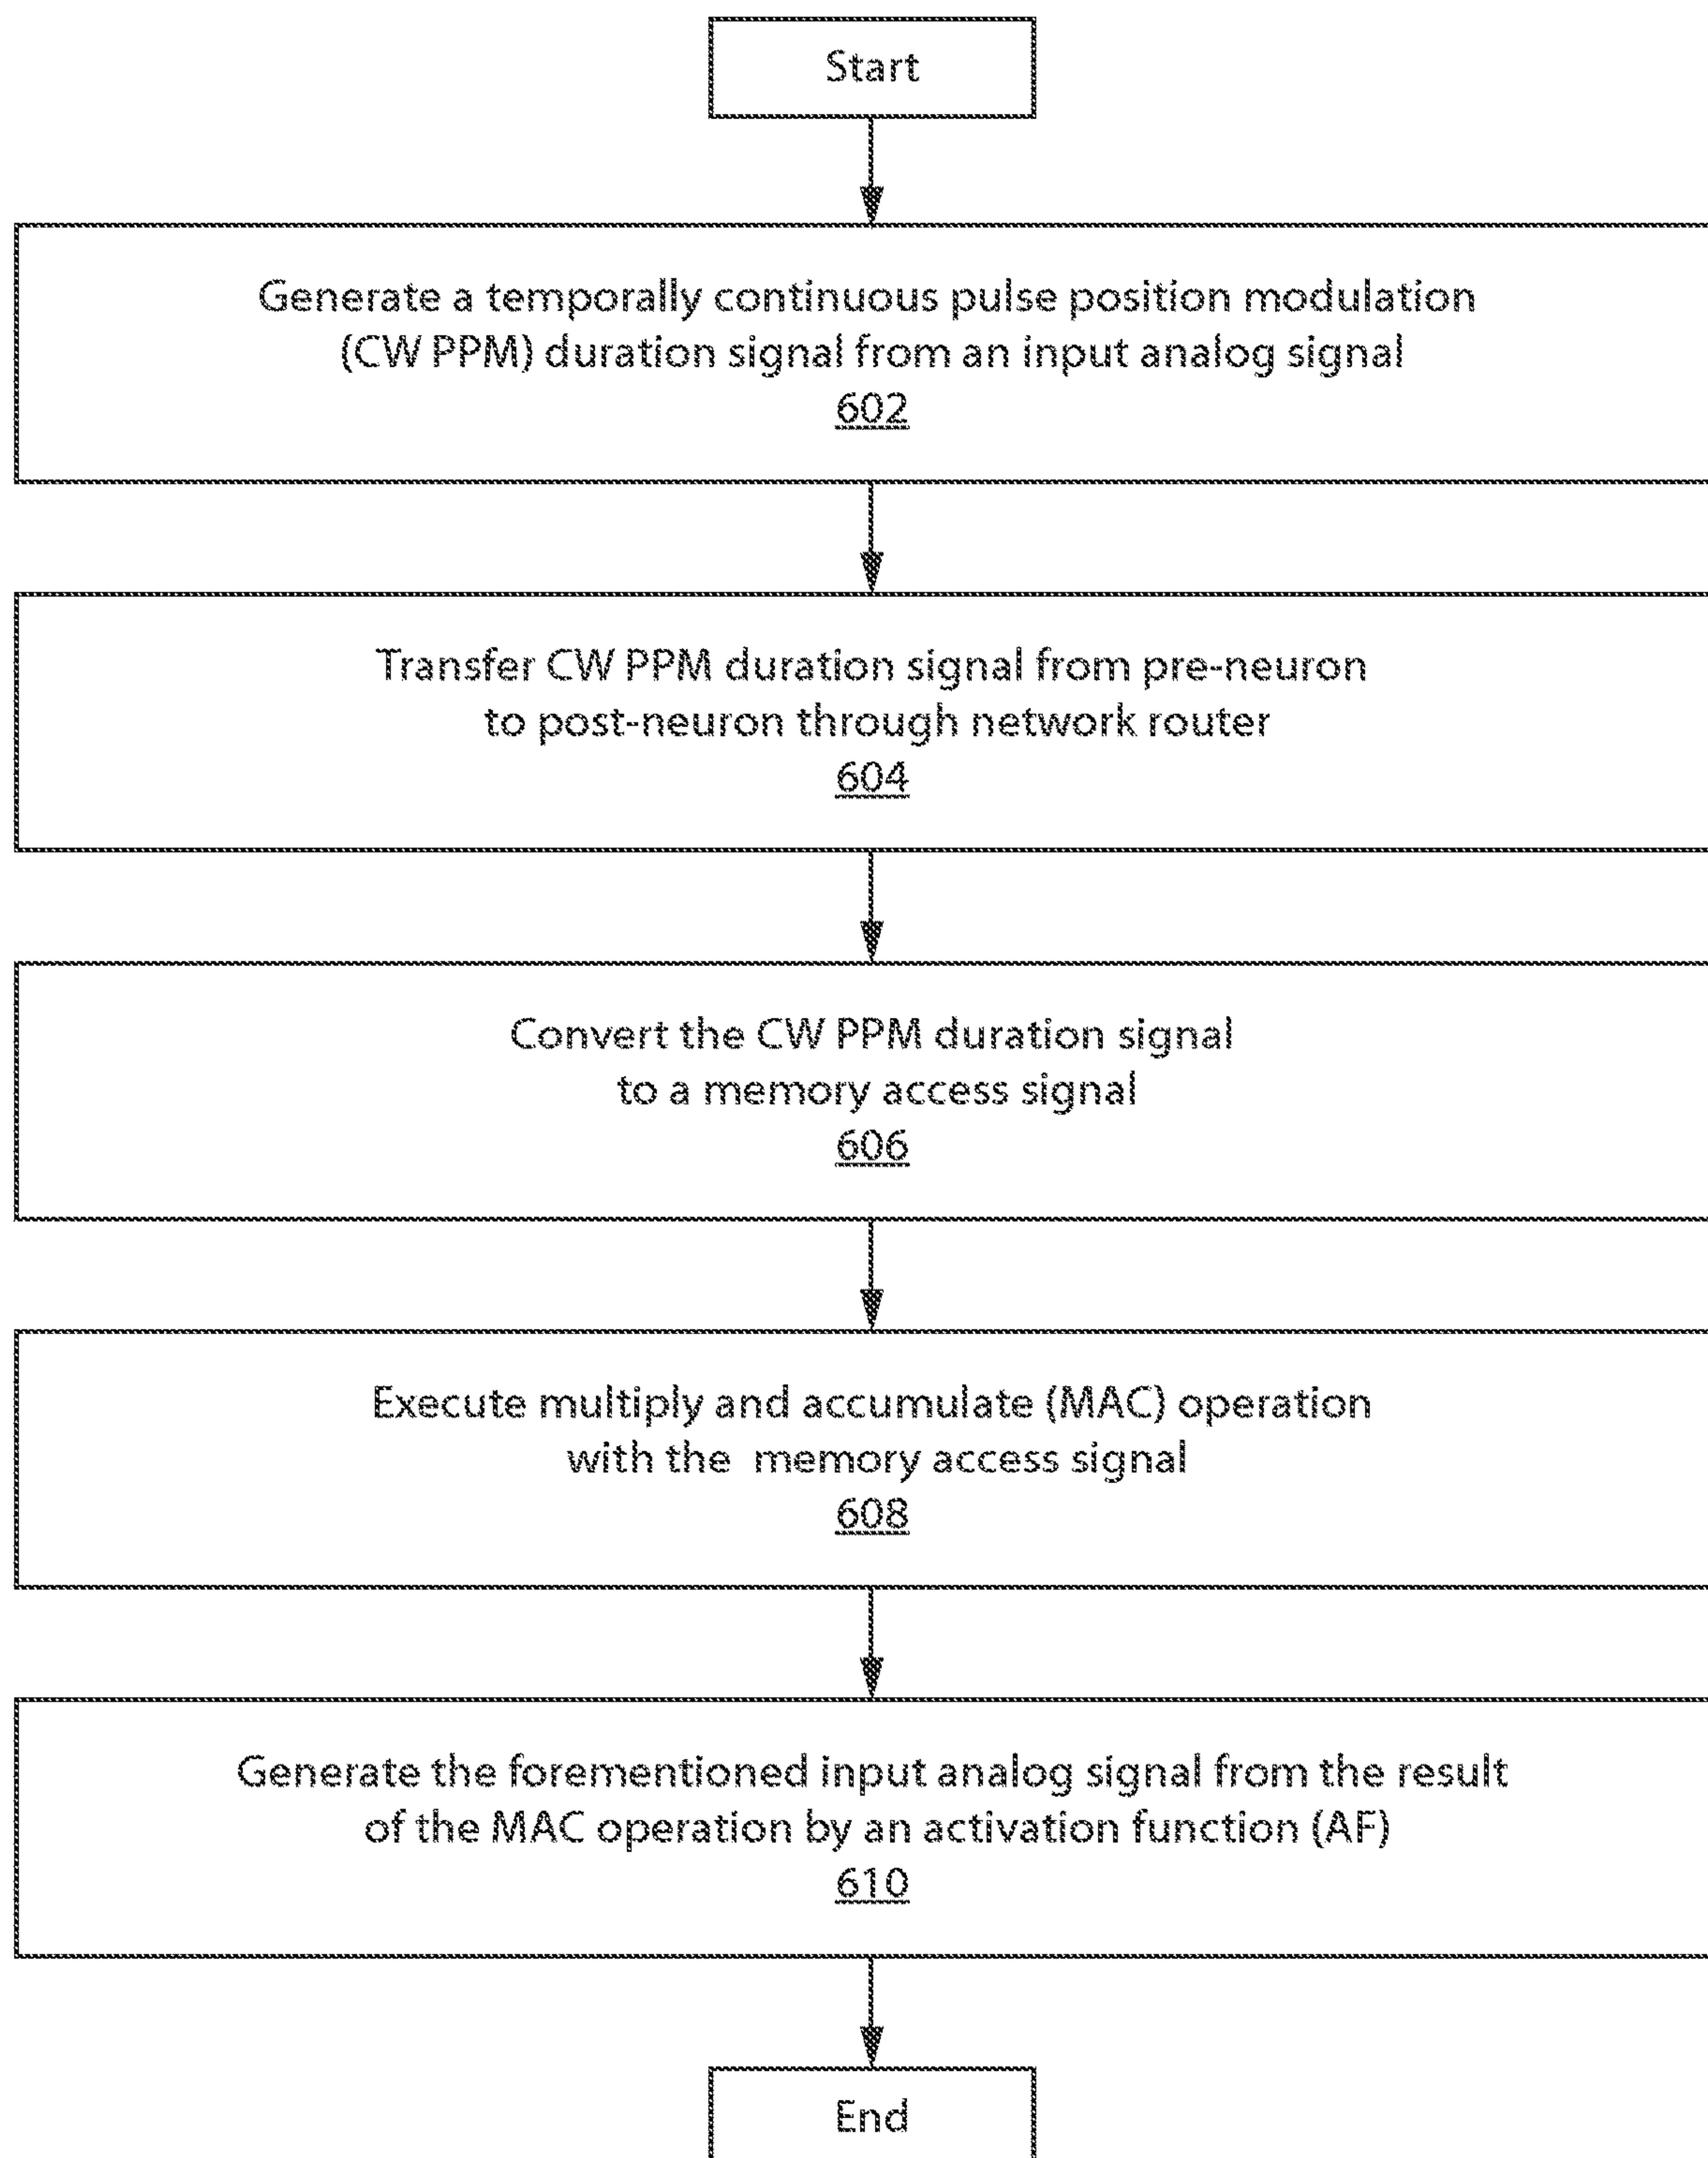 Start
Generate a temporally continuous pulse position modulation
(CW PPM) duration signal from an input analog signal
602
Transfer CW PPM duration signal from pre-neuron
to post-neuron through network router
604
Convert the CW PPM duration signal
to a memory access signal
606
Execute multiply and accumulate (MAC) operation
with the memory access signal
608
Generate the forementioned input analog signal from the result
of the MAC operation by an activation function (AF)
610
End